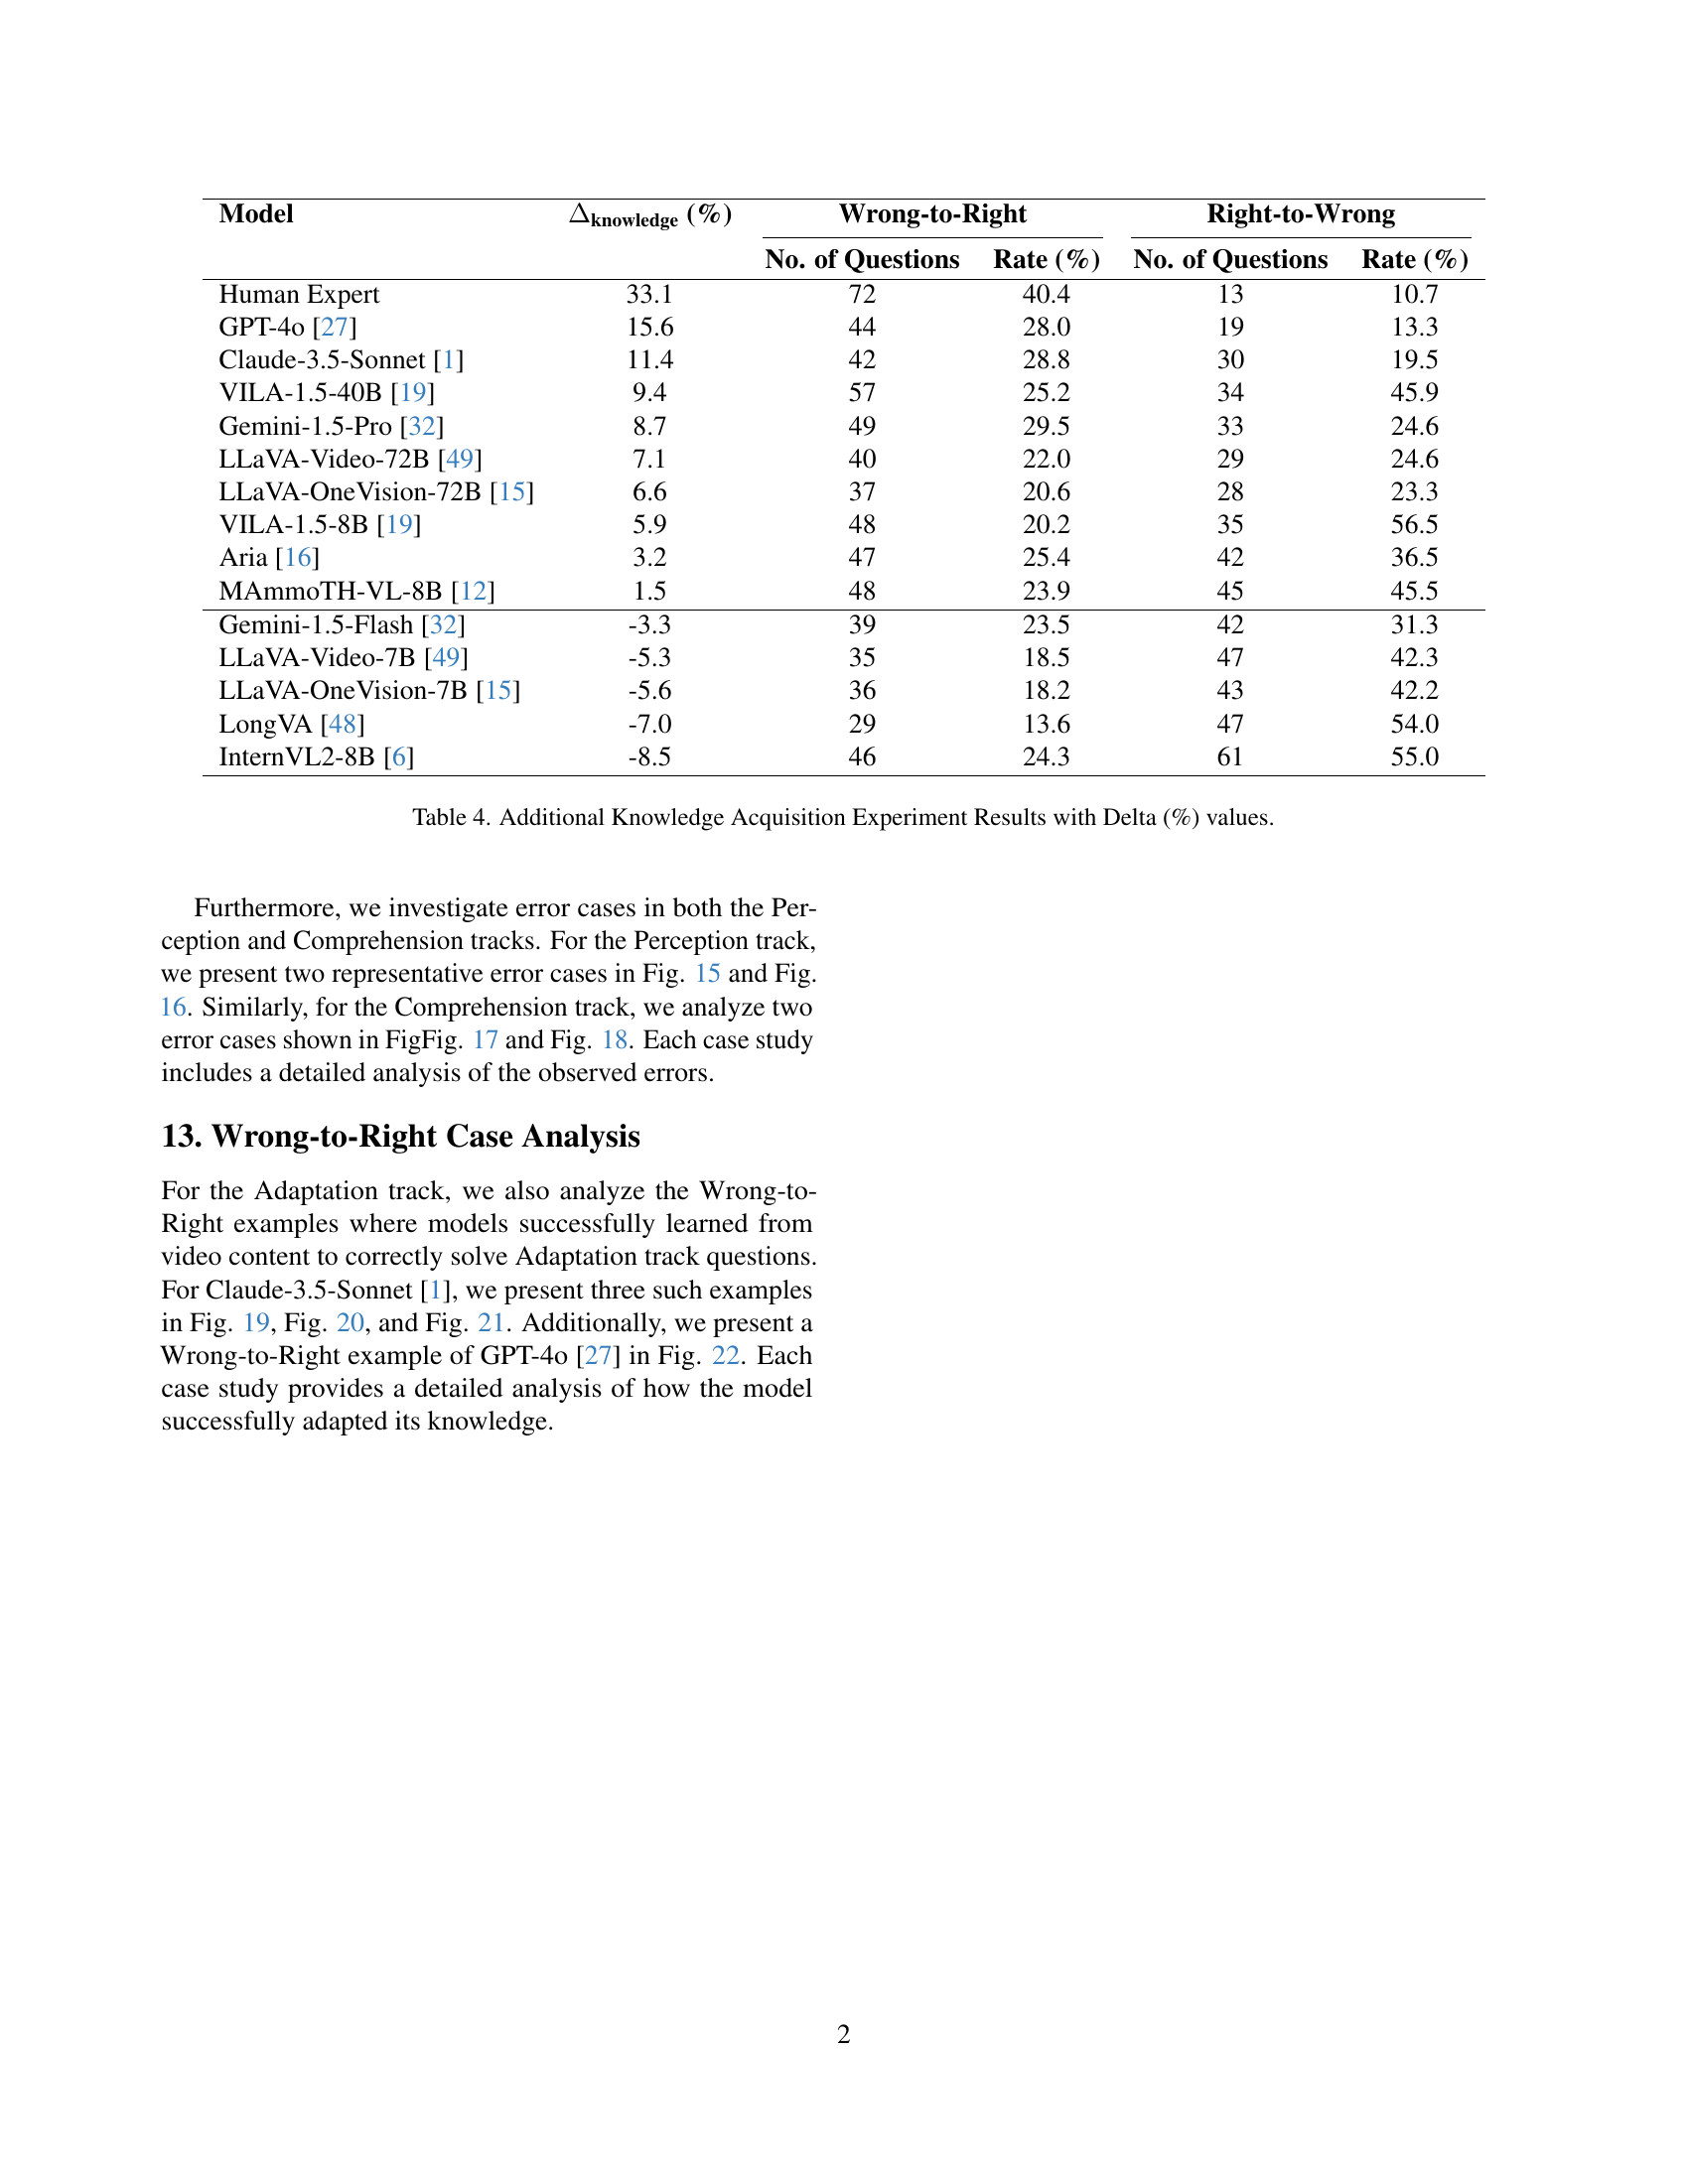 Model Δknowledge (%) Wrong-to-Right Right-to-Wrong
No. of Questions Rate (%) No. of Questions Rate (%)
Human Expert 33.1 72 40.4 13 10.7
GPT-4o [27] 15.6 44 28.0 19 13.3
Claude-3.5-Sonnet [1] 11.4 42 28.8 30 19.5
VILA-1.5-40B [19] 9.4 57 25.2 34 45.9
Gemini-1.5-Pro [32] 8.7 49 29.5 33 24.6
LLaVA-Video-72B [49] 7.1 40 22.0 29 24.6
LLaVA-OneVision-72B [15] 6.6 37 20.6 28 23.3
VILA-1.5-8B [19] 5.9 48 20.2 35 56.5
Aria [16] 3.2 47 25.4 42 36.5
MAmmoTH-VL-8B [12] 1.5 48 23.9 45 45.5
Gemini-1.5-Flash [32] -3.3 39 23.5 42 31.3
LLaVA-Video-7B [49] -5.3 35 18.5 47 42.3
LLaVA-OneVision-7B [15] -5.6 36 18.2 43 42.2
LongVA [48] -7.0 29 13.6 47 54.0
InternVL2-8B [6] -8.5 46 24.3 61 55.0
Table 4. Additional Knowledge Acquisition Experiment Results with Delta (%) values.
Furthermore, we investigate error cases in both the Per-
ception and Comprehension tracks. For the Perception track,
we present two representative error cases in Fig. 15 and Fig.
16. Similarly, for the Comprehension track, we analyze two
error cases shown in FigFig. 17 and Fig. 18. Each case study
includes a detailed analysis of the observed errors.
13. Wrong-to-Right Case Analysis
For the Adaptation track, we also analyze the Wrong-to-
Right examples where models successfully learned from
video content to correctly solve Adaptation track questions.
For Claude-3.5-Sonnet [1], we present three such examples
in Fig. 19, Fig. 20, and Fig. 21. Additionally, we present a
Wrong-to-Right example of GPT-4o [27] in Fig. 22. Each
case study provides a detailed analysis of how the model
successfully adapted its knowledge.
2